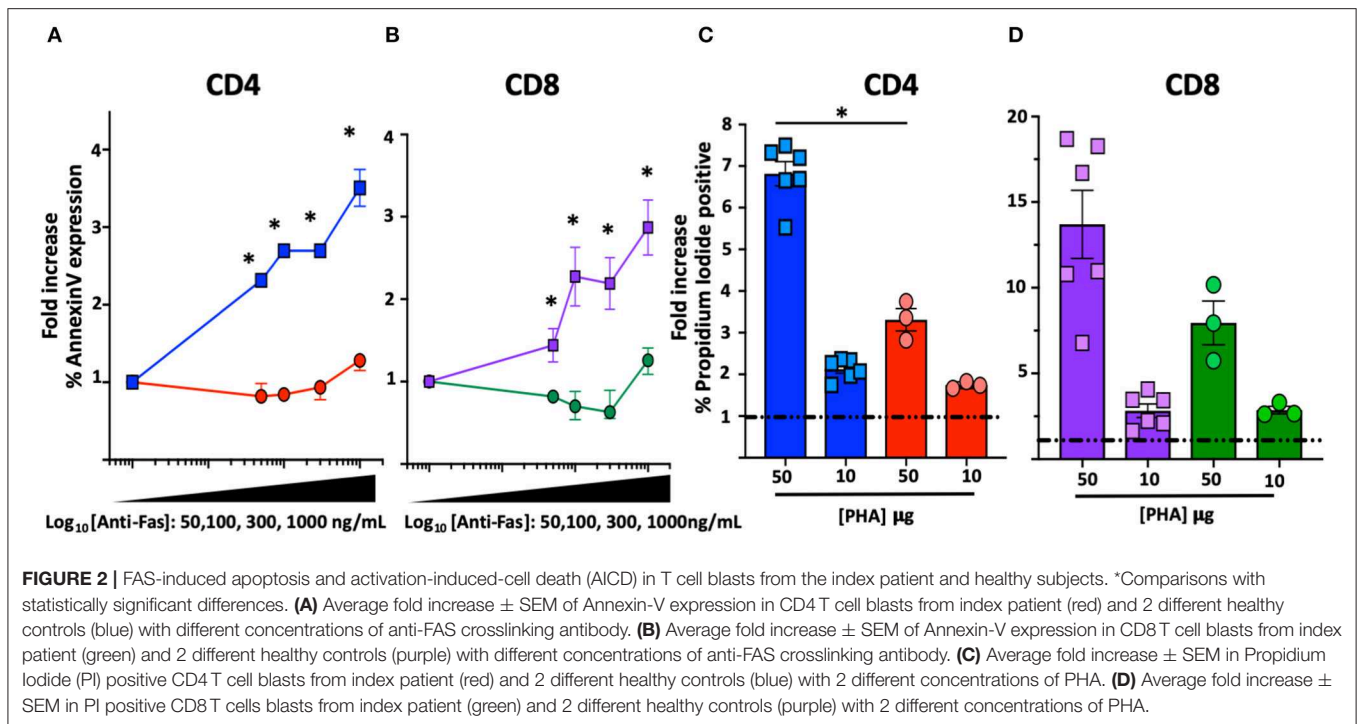 A
B
C
D
CD4
CD8
CD4
CD8
Fold increase
% AnnexinV expression
4
3
2
1
*
*
*
*
4
3
2
1
*
*
*
*
Fold increase
% Propidium Iodide positive
8
7
6
5
4
3
2
1
*
20
15
10
5
50
10
50
10
50
10
50
10
Log10 [Anti-Fas]: 50,100, 300, 1000 ng/mL
Log10 [Anti-Fas]: 50,100, 300, 1000ng/mL
[PHA] µg
[PHA] µg
FIGURE 2 | FAS-induced apoptosis and activation-induced-cell death (AICD) in T cell blasts from the index patient and healthy subjects. *Comparisons with
statistically significant differences. (A) Average fold increase ± SEM of Annexin-V expression in CD4 T cell blasts from index patient (red) and 2 different healthy
controls (blue) with different concentrations of anti-FAS crosslinking antibody. (B) Average fold increase ± SEM of Annexin-V expression in CD8 T cell blasts from index
patient (green) and 2 different healthy controls (purple) with different concentrations of anti-FAS crosslinking antibody. (C) Average fold increase ± SEM in Propidium
Iodide (PI) positive CD4 T cell blasts from index patient (red) and 2 different healthy controls (blue) with 2 different concentrations of PHA. (D) Average fold increase ±
SEM in PI positive CD8 T cells blasts from index patient (green) and 2 different healthy controls (purple) with 2 different concentrations of PHA.